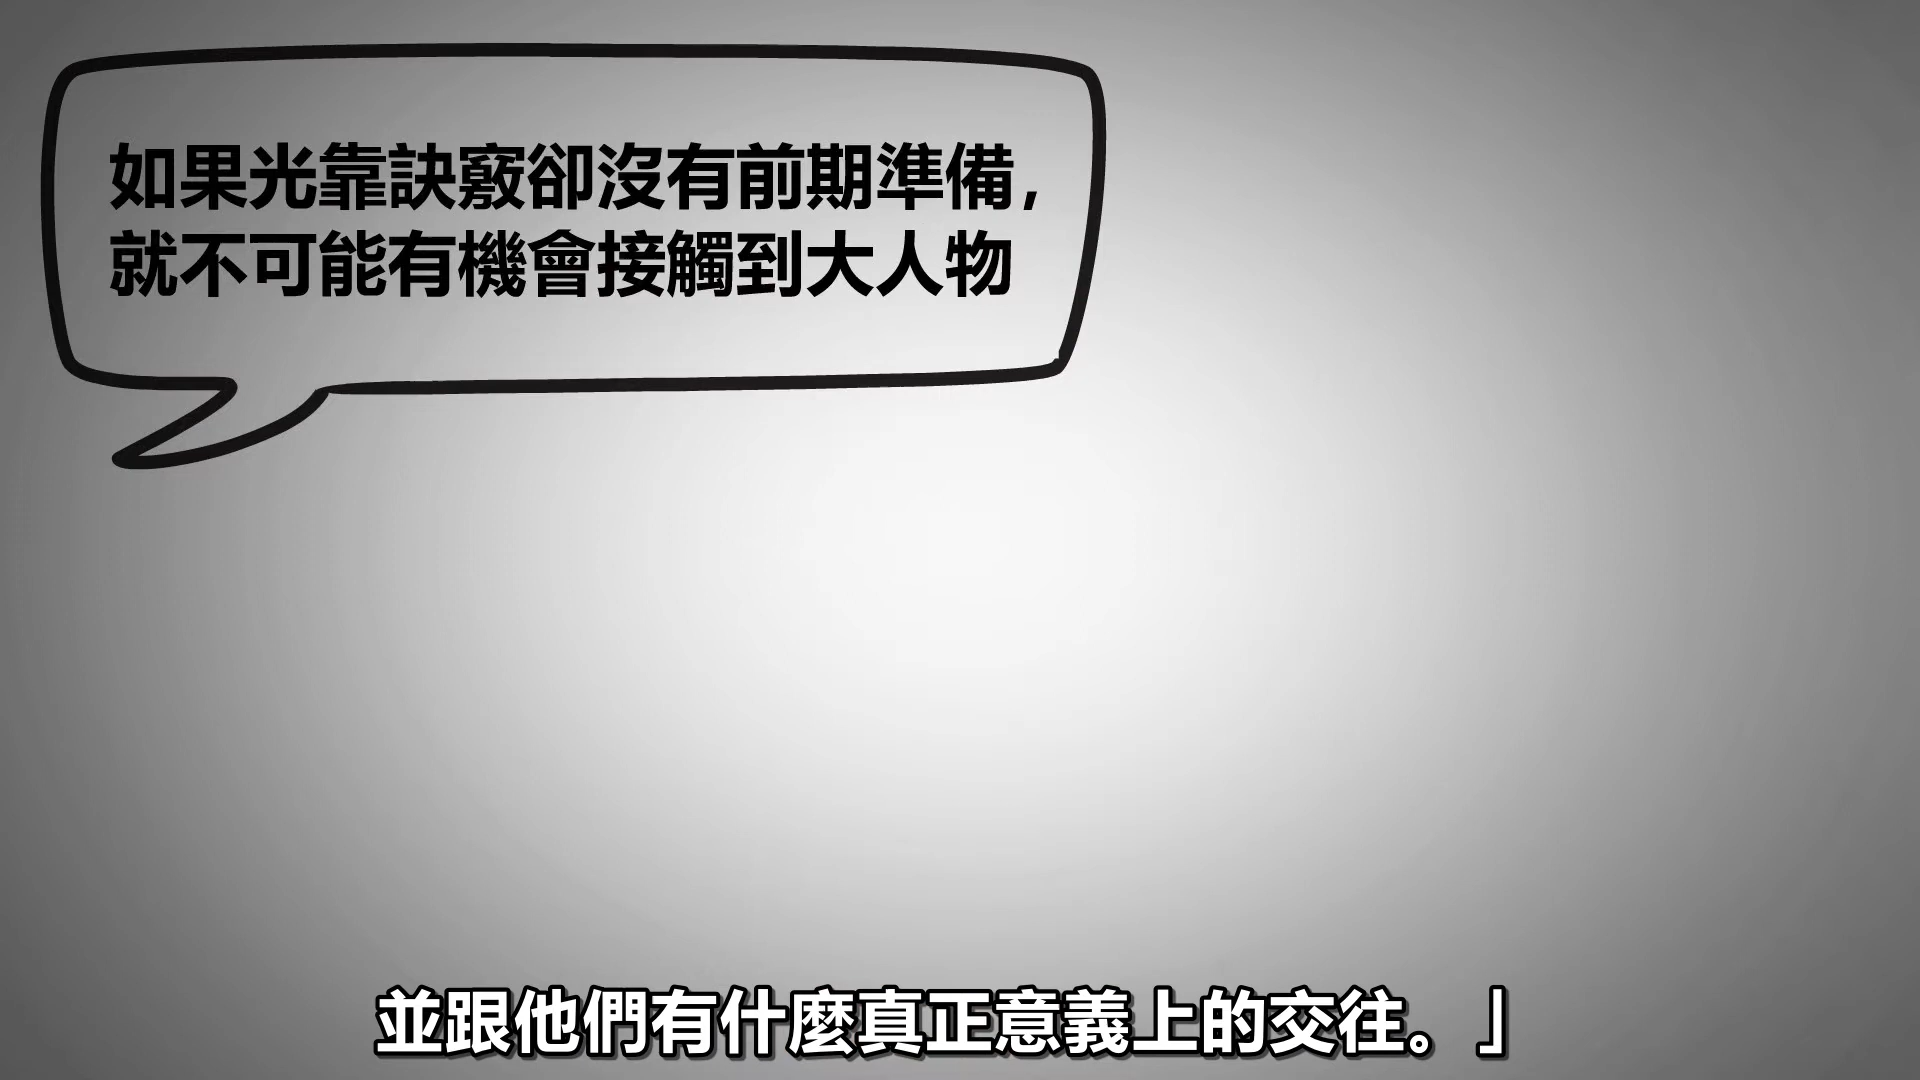 如果光靠訣竅卻沒有前期準備，
就不可能有機會接觸到大人物
並跟他們有什麼真正意義上的交往。」